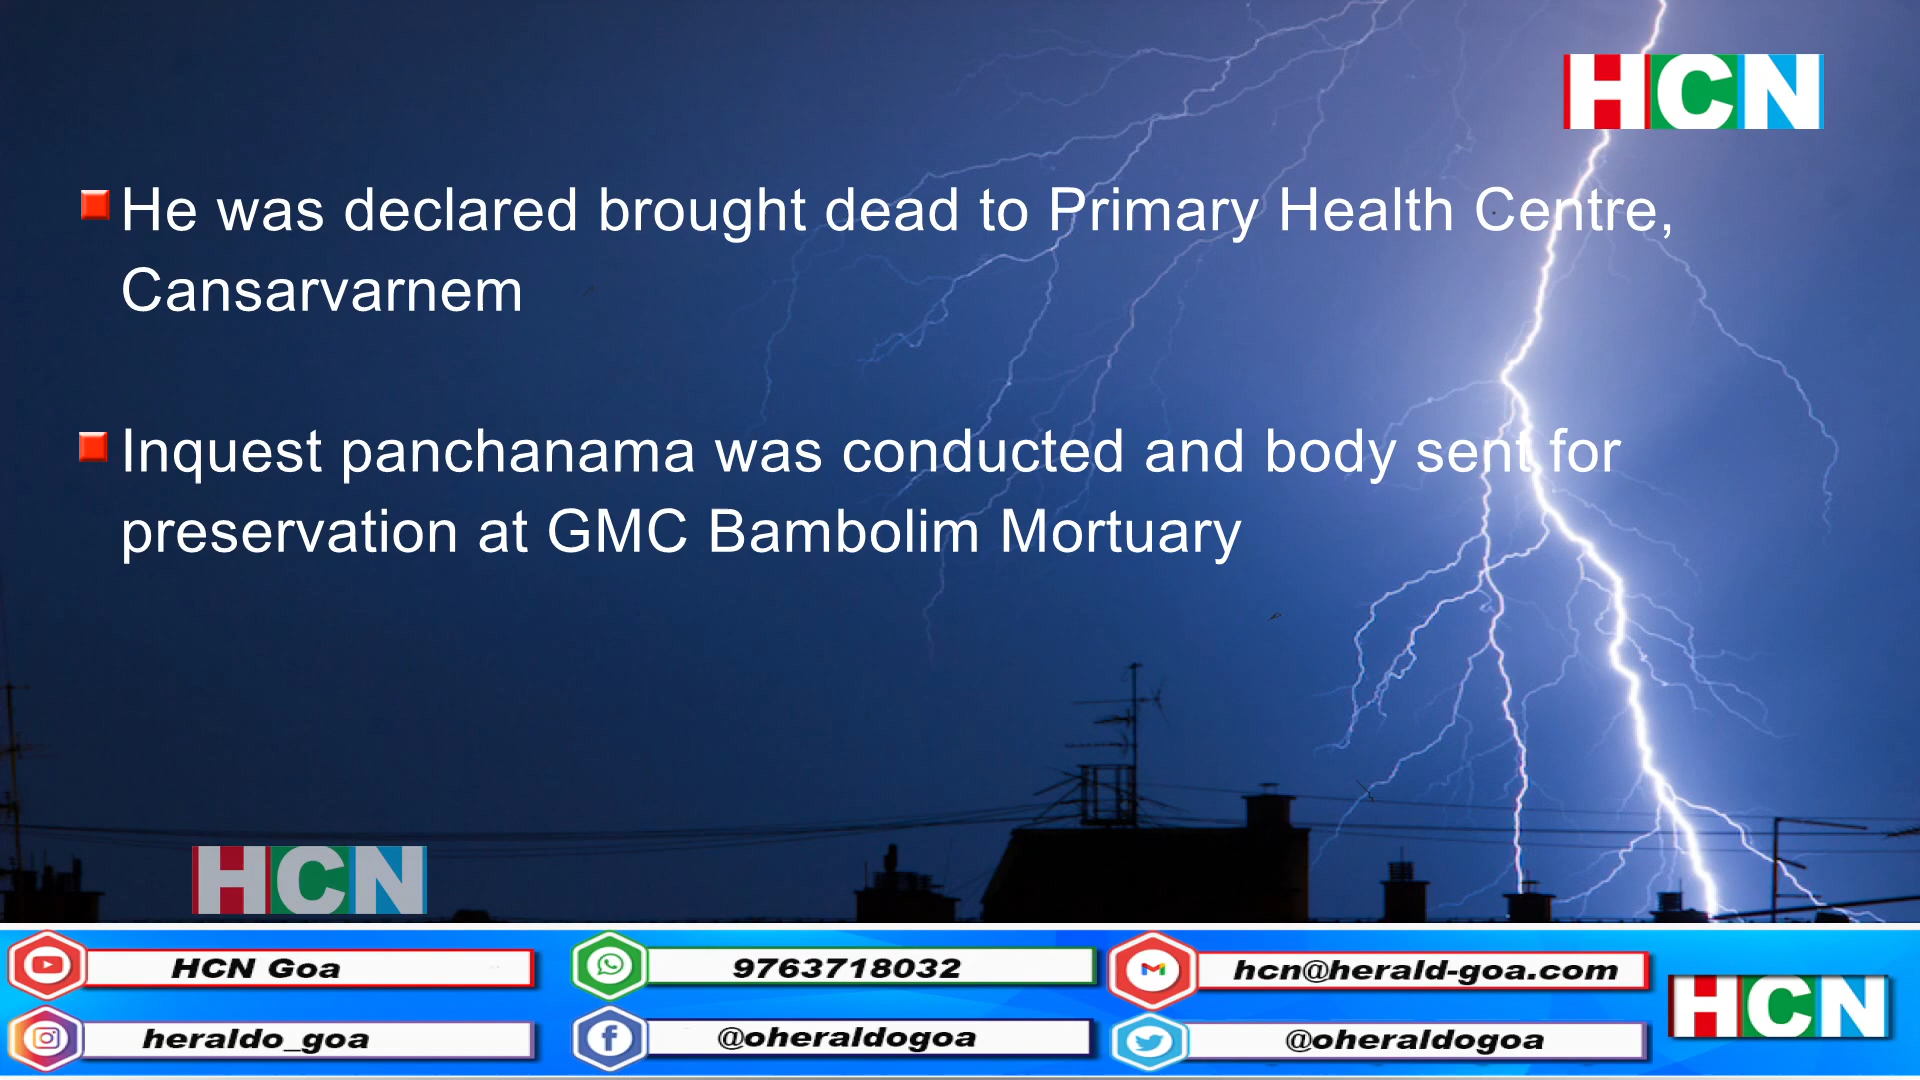 HCN
He was declared brought dead to Primary Health Centre,
Cansarvarnem
Inquest panchanama was conducted and body sent for
preservation at GMC Bambolim Mortuary
HCN
HCN Goa
9763718032
hcn@herald-goa.com
HCN
heraldo_goa
@oheraldogoa
@oheraldogoa